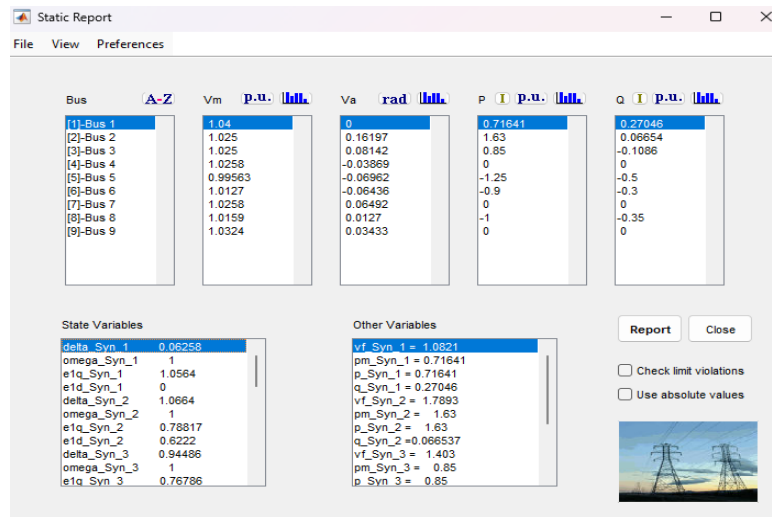 Static Report
File View Preferences
Bus A-Z Vm p.u. Va rad P I p.u. Q I p.u.
[1]-Bus 1 1.04 0 0.71641 0.27046
[2]-Bus 2 1.025 0.16197 1.63 0.06654
[3]-Bus 3 1.025 0.08142 0.85 -0.1086
[4]-Bus 4 1.0258 -0.03869 0 0
[5]-Bus 5 0.99563 -0.06962 -1.25 -0.5
[6]-Bus 6 1.0127 -0.06436 -0.9 -0.3
[7]-Bus 7 1.0258 0.06492 0 0
[8]-Bus 8 1.0159 0.0127 -1 -0.35
[9]-Bus 9 1.0324 0.03433 0 0
State Variables
delta_Syn_1 0.06258
omega_Syn_1 1
e1q_Syn_1 1.0564
e1d_Syn_1 0
delta_Syn_2 1.0664
omega_Syn_2 1
e1q_Syn_2 0.78817
e1d_Syn_2 0.6222
delta_Syn_3 0.94486
omega_Syn_3 1
e1q_Syn_3 0.76786
Other Variables
vf_Syn_1 = 1.0821
pm_Syn_1 = 0.71641
p_Syn_1 = 0.71641
q_Syn_1 = 0.27046
vf_Syn_2 = 1.7893
pm_Syn_2 = 1.63
p_Syn_2 = 1.63
q_Syn_2 =0.066537
vf_Syn_3 = 1.403
pm_Syn_3 = 0.85
p_Syn_3 = 0.85
Report Close
Check limit violations
Use absolute values